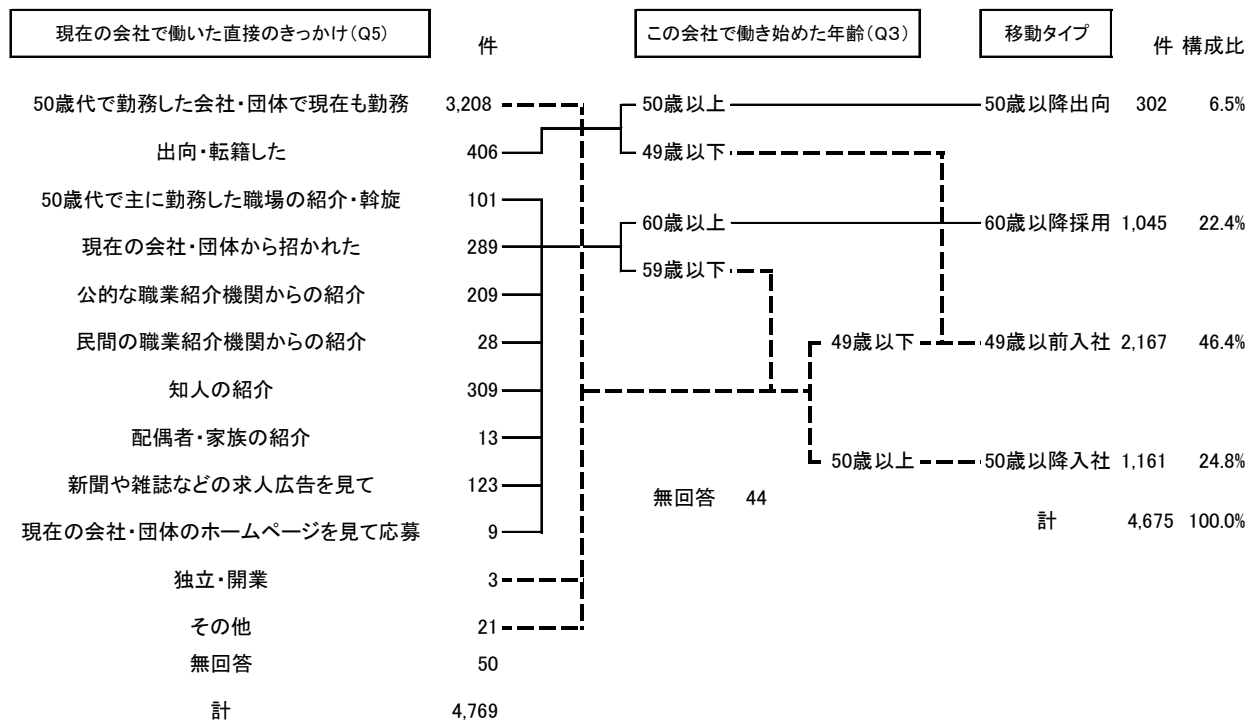 現在の会社で働いた直接のきっかけ(Q5) 件 この会社で働き始めた年齢(Q3) 移動タイプ 件 構成比
50歳代で勤務した会社・団体で現在も勤務 3,208 50歳以上 50歳以降出向 302 6.5%
出向・転籍した 406 49歳以下
50歳代で主に勤務した職場の紹介・斡旋 101
60歳以上 60歳以降採用 1,045 22.4%
現在の会社・団体から招かれた 289
59歳以下
公的な職業紹介機関からの紹介 209
民間の職業紹介機関からの紹介 28 49歳以下 49歳以前入社 2,167 46.4%
知人の紹介 309
配偶者・家族の紹介 13
50歳以上 50歳以降入社 1,161 24.8%
新聞や雑誌などの求人広告を見て 123
無回答 44
現在の会社・団体のホームページを見て応募 9 計 4,675 100.0%
独立・開業 3
その他 21
無回答 50
計 4,769